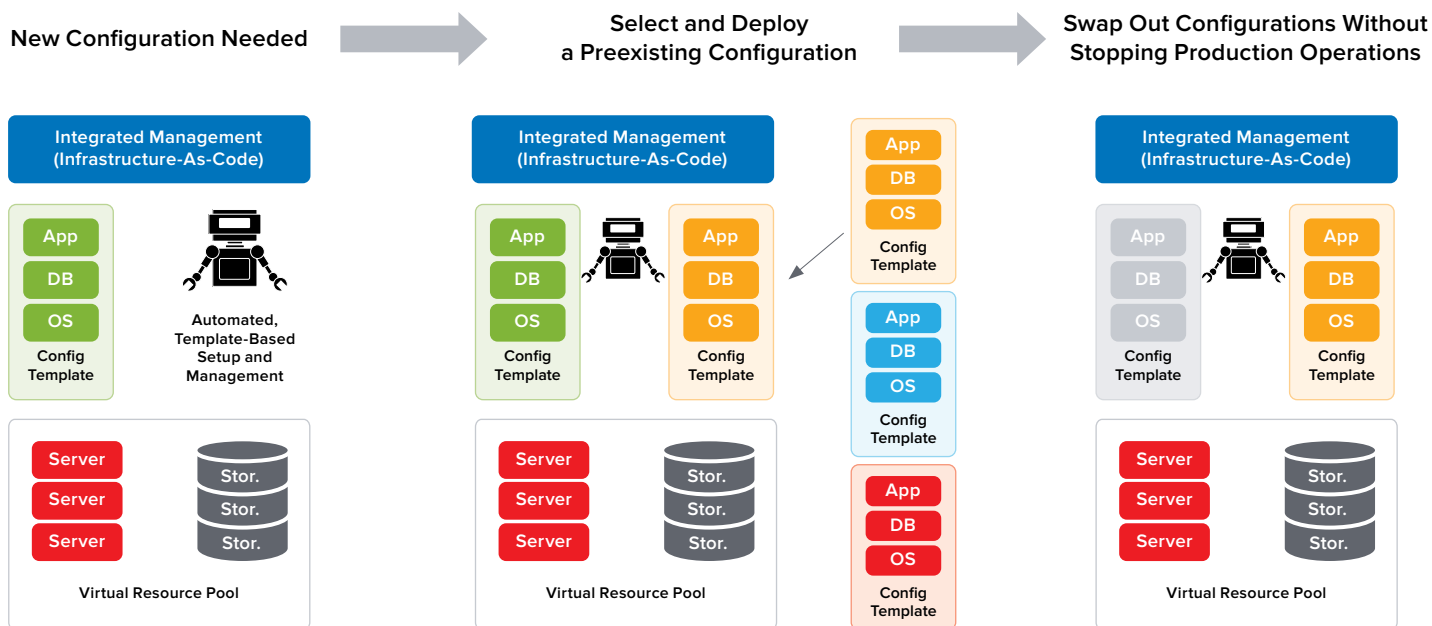 New Configuration Needed
Select and Deploy
a Preexisting Configuration
Swap Out Configurations Without
Stopping Production Operations
Integrated Management
(Infrastructure-As-Code)
App
DB
OS
Config
Template
Automated,
Template-Based
Setup and
Management
Server
Server
Server
Stor.
Stor.
Stor.
Virtual Resource Pool
Integrated Management
(Infrastructure-As-Code)
App
DB
OS
Config
Template
App
DB
OS
Config
Template
Server
Server
Server
Stor.
Stor.
Stor.
Virtual Resource Pool
App
DB
OS
Config
Template
App
DB
OS
Config
Template
App
DB
OS
Config
Template
Integrated Management
(Infrastructure-As-Code)
App
DB
OS
Config
Template
App
DB
OS
Config
Template
Server
Server
Server
Stor.
Stor.
Stor.
Virtual Resource Pool